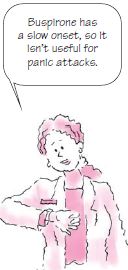 Buspirone has
a slow onset, so it
isn't useful for
panic attacks.